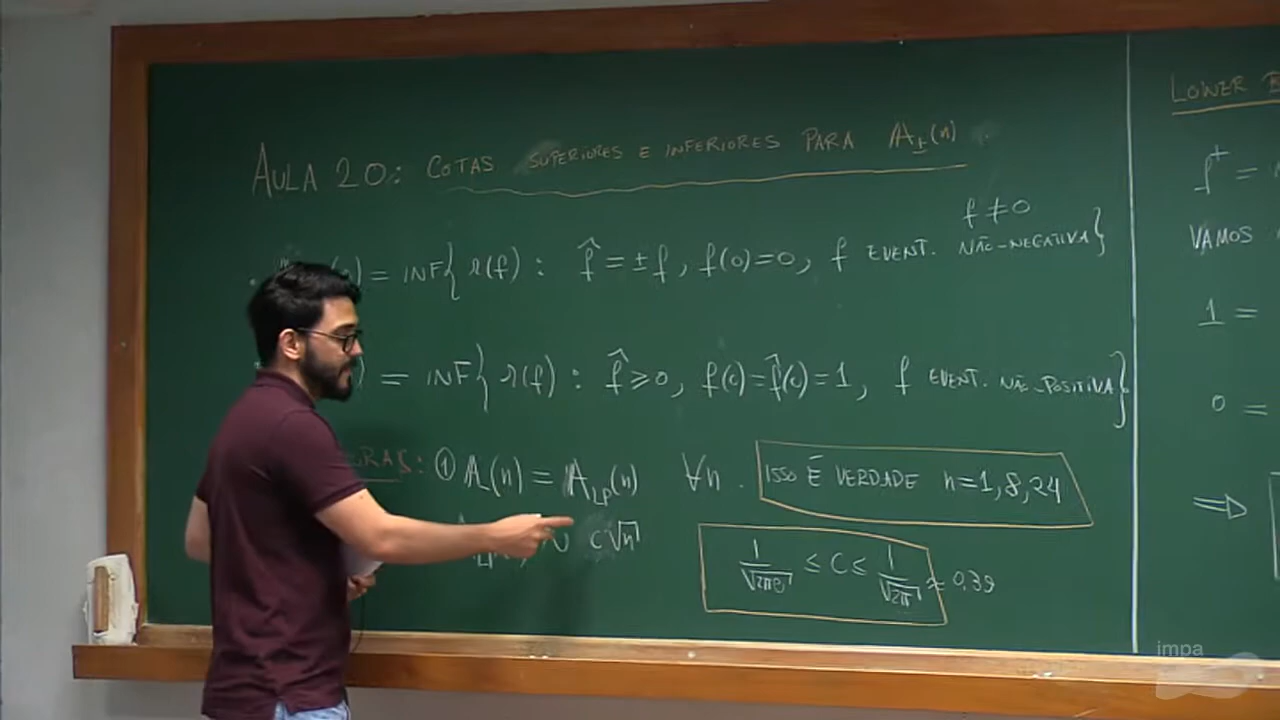 AULA 20: COTAS SUPERIORES E INFERIORES PARA A±(n).
f ≠ 0
= INF{ r(f) : f̂ = ±f, f(0)=0, f EVENT. NÃO-NEGATIVA}
= INF{ r(f) : f̂ ≥ 0, f(0)=f̂(0)=1, f EVENT. NÃO-POSITIVA}
① A_(n) = A_LP(n) ∀n. ISSO É VERDADE n=1,8,24
C√n
1/√(2πe) ≤ C ≤ 1/√(2π) ≈ 0,39
LOWER
f⁺ =
VAMOS
1 =
0 =
⇒
impa